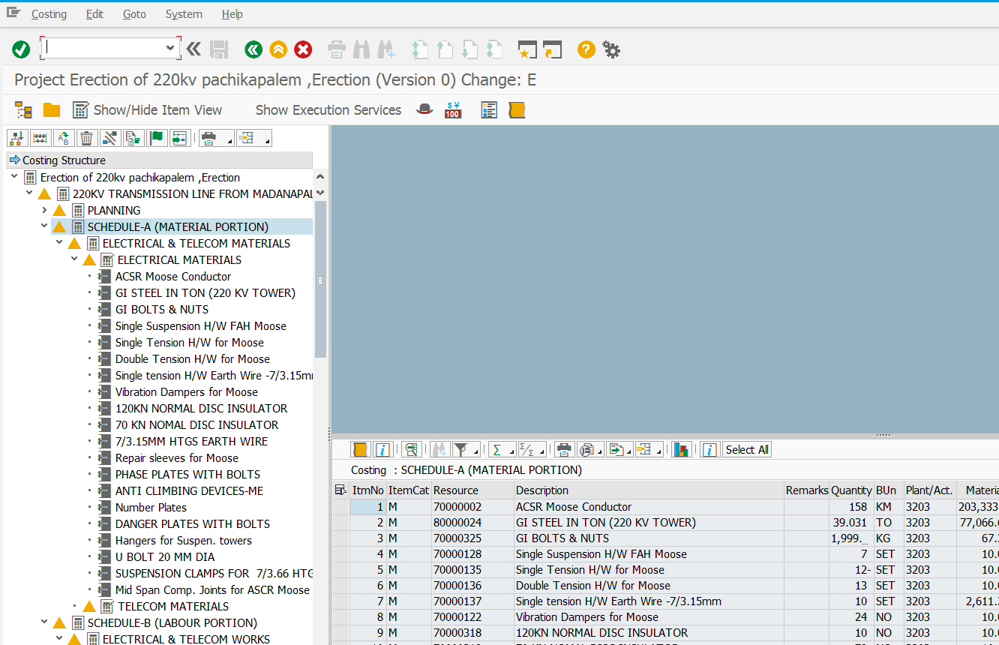 Costing Edit Goto System Help
Project Erection of 220kv pachikapalem ,Erection (Version 0) Change: E
Show/Hide Item View Show Execution Services
Costing Structure
Erection of 220kv pachikapalem ,Erection
220KV TRANSMISSION LINE FROM MADANAPAL
PLANNING
SCHEDULE-A (MATERIAL PORTION)
ELECTRICAL & TELECOM MATERIALS
ELECTRICAL MATERIALS
ACSR Moose Conductor
GI STEEL IN TON (220 KV TOWER)
GI BOLTS & NUTS
Single Suspension H/W FAH Moose
Single Tension H/W for Moose
Double Tension H/W for Moose
Single tension H/W Earth Wire -7/3.15mm
Vibration Dampers for Moose
120KN NORMAL DISC INSULATOR
70 KN NOMAL DISC INSULATOR
7/3.15MM HTGS EARTH WIRE
Repair sleeves for Moose
PHASE PLATES WITH BOLTS
ANTI CLIMBING DEVICES-ME
Number Plates
DANGER PLATES WITH BOLTS
Hangers for Suspen. towers
U BOLT 20 MM DIA
SUSPENSION CLAMPS FOR 7/3.66 HTG
Mid Span Comp. Joints for ASCR Moose
TELECOM MATERIALS
SCHEDULE-B (LABOUR PORTION)
ELECTRICAL & TELECOM WORKS
Select All
Costing : SCHEDULE-A (MATERIAL PORTION)
ItmNo ItemCat Resource Description Remarks Quantity BUn Plant/Act. Materia
1 M 70000002 ACSR Moose Conductor 158 KM 3203 203,333
2 M 80000024 GI STEEL IN TON (220 KV TOWER) 39.031 TO 3203 77,066.
3 M 70000325 GI BOLTS & NUTS 1,999... KG 3203 67.
4 M 70000128 Single Suspension H/W FAH Moose 7 SET 3203 10.
5 M 70000135 Single Tension H/W for Moose 12- SET 3203 10.
6 M 70000136 Double Tension H/W for Moose 13 SET 3203 10.
7 M 70000137 Single tension H/W Earth Wire -7/3.15mm 10 SET 3203 2,611.
8 M 70000122 Vibration Dampers for Moose 24 NO 3203 10.
9 M 70000318 120KN NORMAL DISC INSULATOR 10 NO 3203 10.